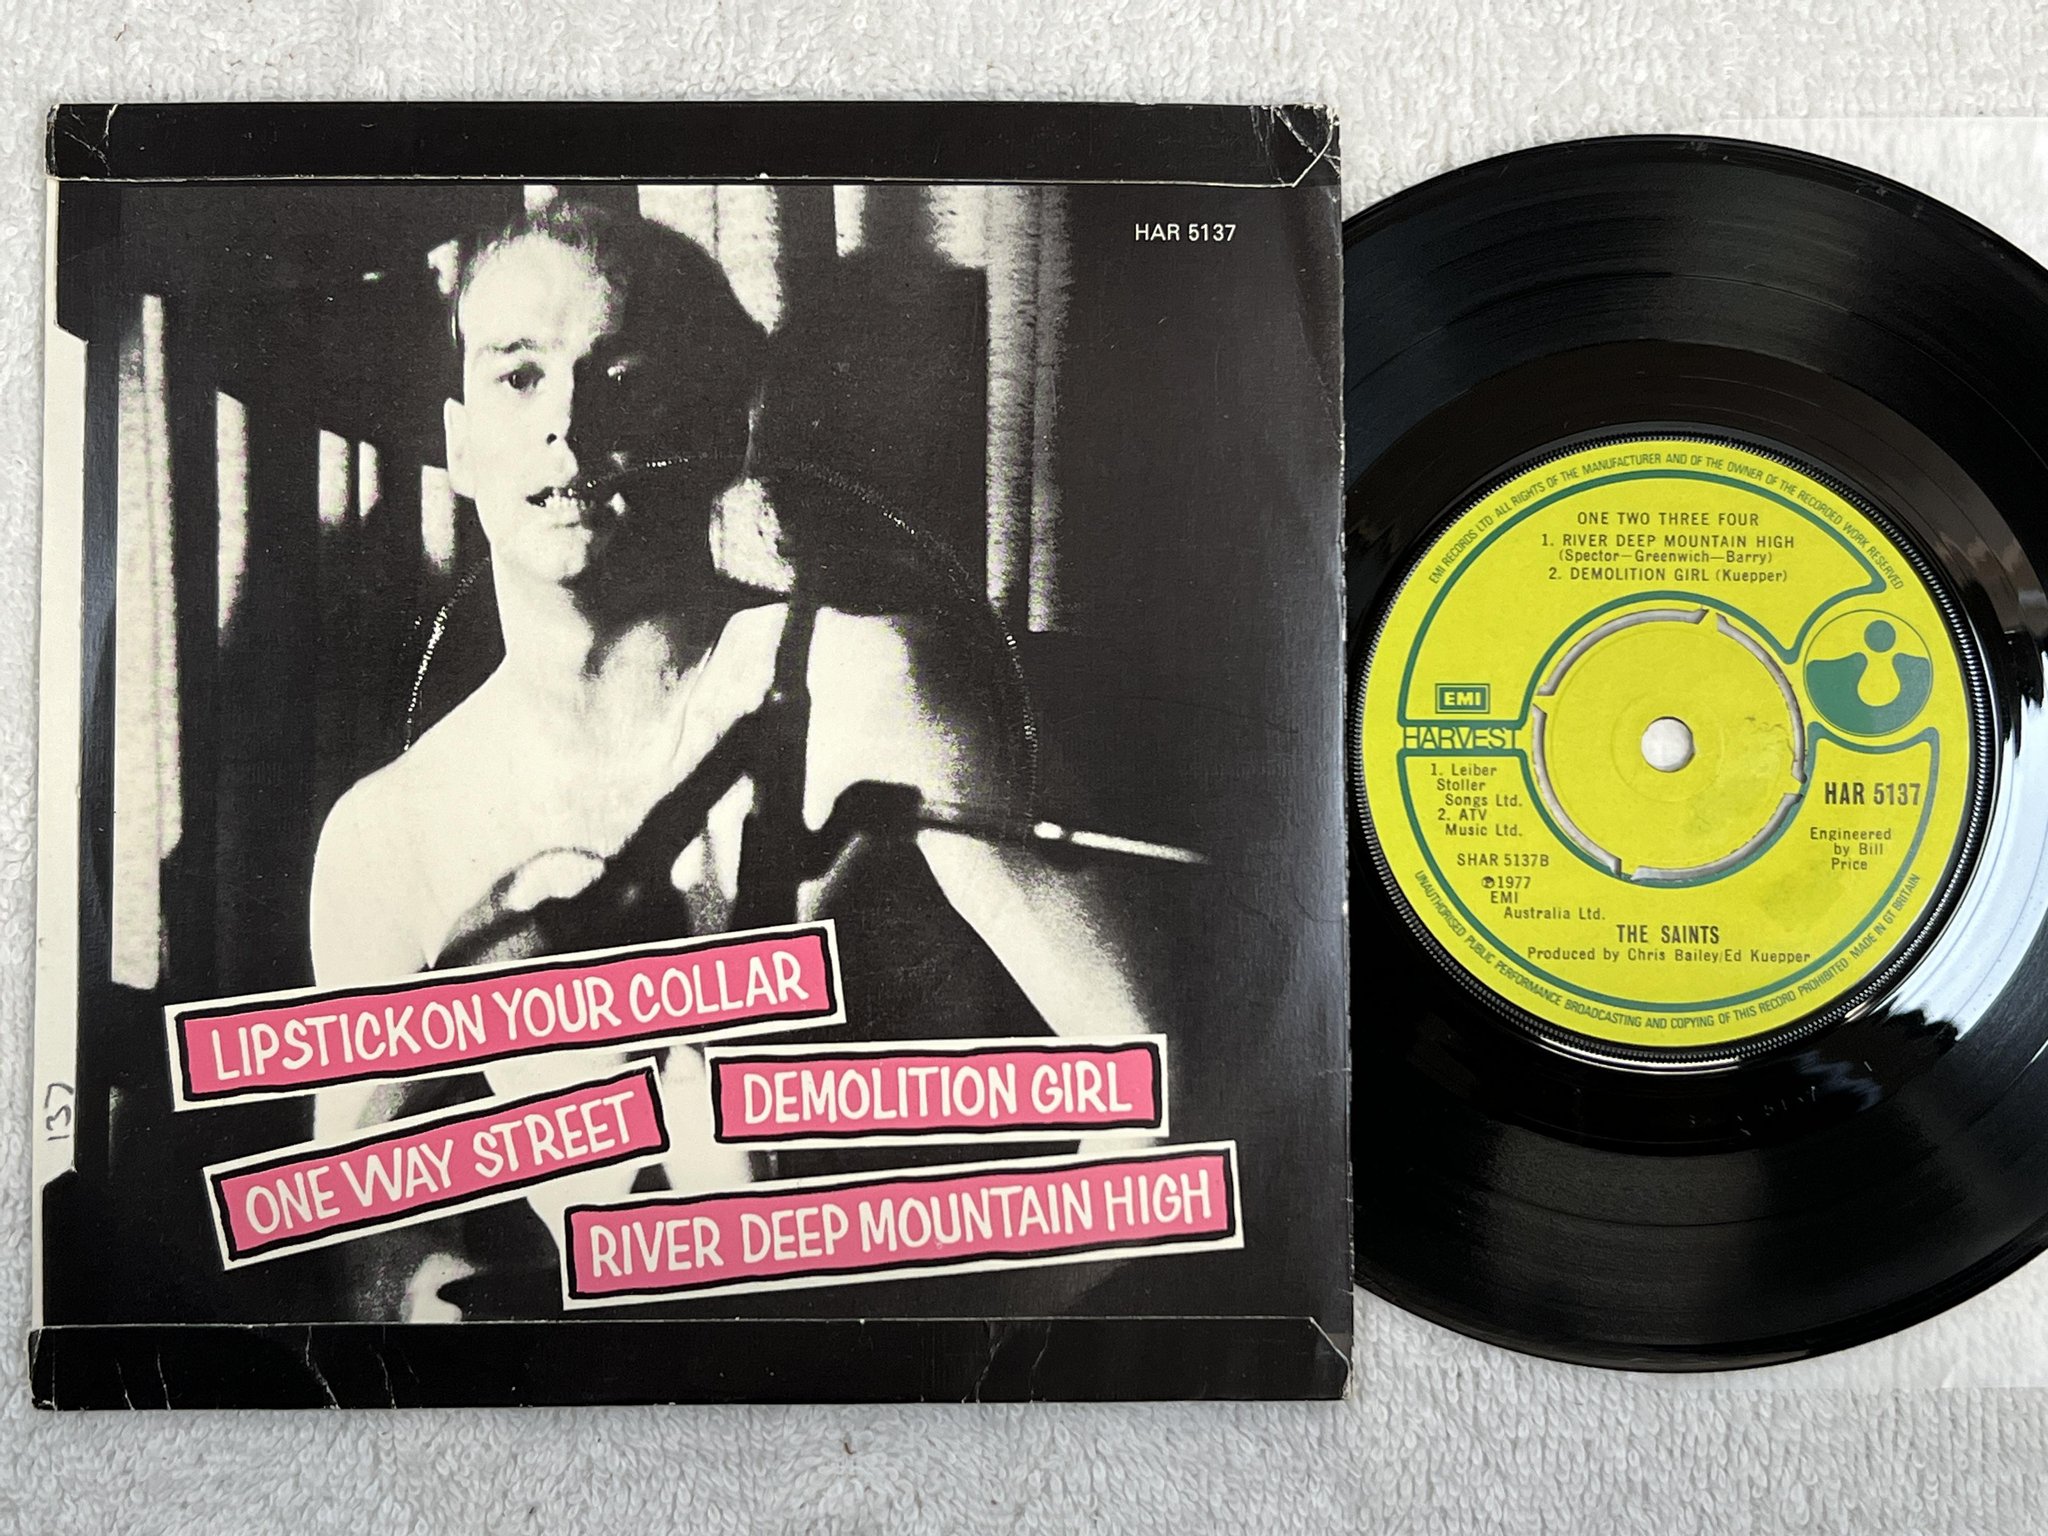 HAR 5137
LIPSTICK ON YOUR COLLAR
DEMOLITION GIRL
ONE WAY STREET
RIVER DEEP MOUNTAIN HIGH
137
EMI RECORDS LTD. ALL RIGHTS OF THE MANUFACTURER AND OF THE OWNER OF THE RECORDED WORK RESERVED
ONE TWO THREE FOUR
1. RIVER DEEP MOUNTAIN HIGH
(Spector—Greenwich—Barry)
2. DEMOLITION GIRL (Kuepper)
EMI
HARVEST
1. Leiber
Stoller
Songs Ltd.
2. ATV
Music Ltd.
SHAR 5137B
℗1977
EMI
Australia Ltd.
HAR 5137
Engineered
by Bill
Price
THE SAINTS
Produced by Chris Bailey/Ed Kuepper
UNAUTHORISED PUBLIC PERFORMANCE BROADCASTING AND COPYING OF THIS RECORD PROHIBITED. MADE IN GT BRITAIN